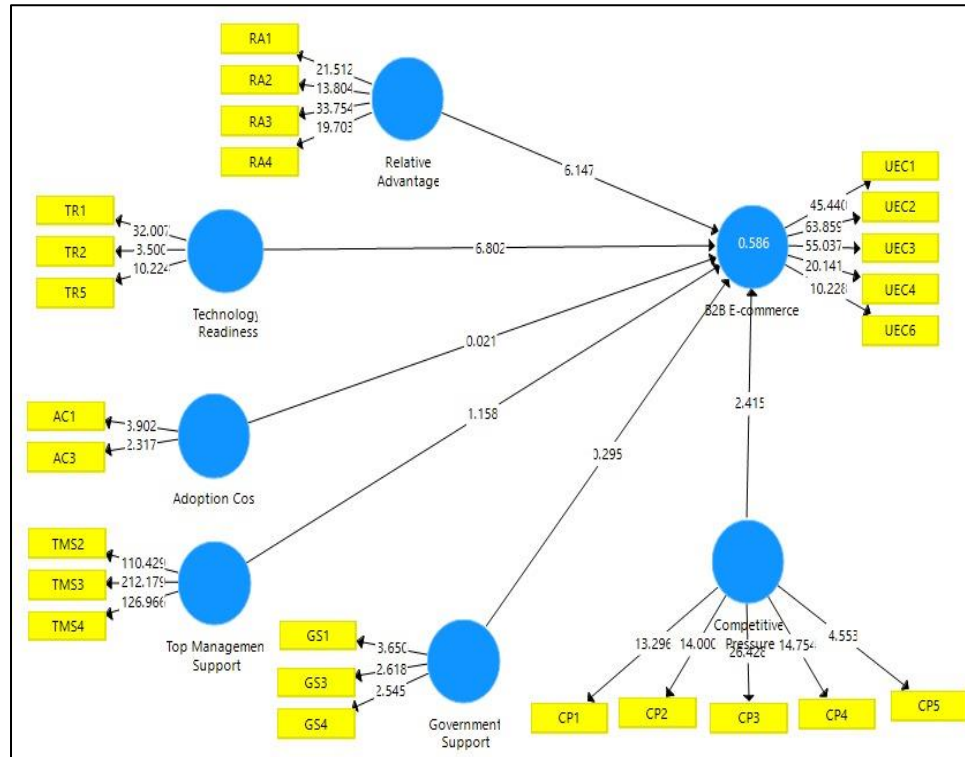 RA1
RA2
RA3
RA4
21.512
13.804
33.754
19.703
Relative
Advantage
6.147
TR1
TR2
TR5
32.007
3.500
10.224
Technology
Readiness
6.802
UEC1
UEC2
UEC3
UEC4
UEC6
45.440
63.859
55.037
20.141
10.228
0.586
B2B E-commerce
AC1
AC3
3.902
2.317
Adoption Cos
0.021
TMS2
TMS3
TMS4
110.429
212.179
126.966
Top Managemen
Support
1.158
GS1
GS3
GS4
3.650
2.618
2.545
Government
Support
0.295
2.415
Competitive
Pressure
13.296
14.000
26.428
14.754
4.553
CP1
CP2
CP3
CP4
CP5